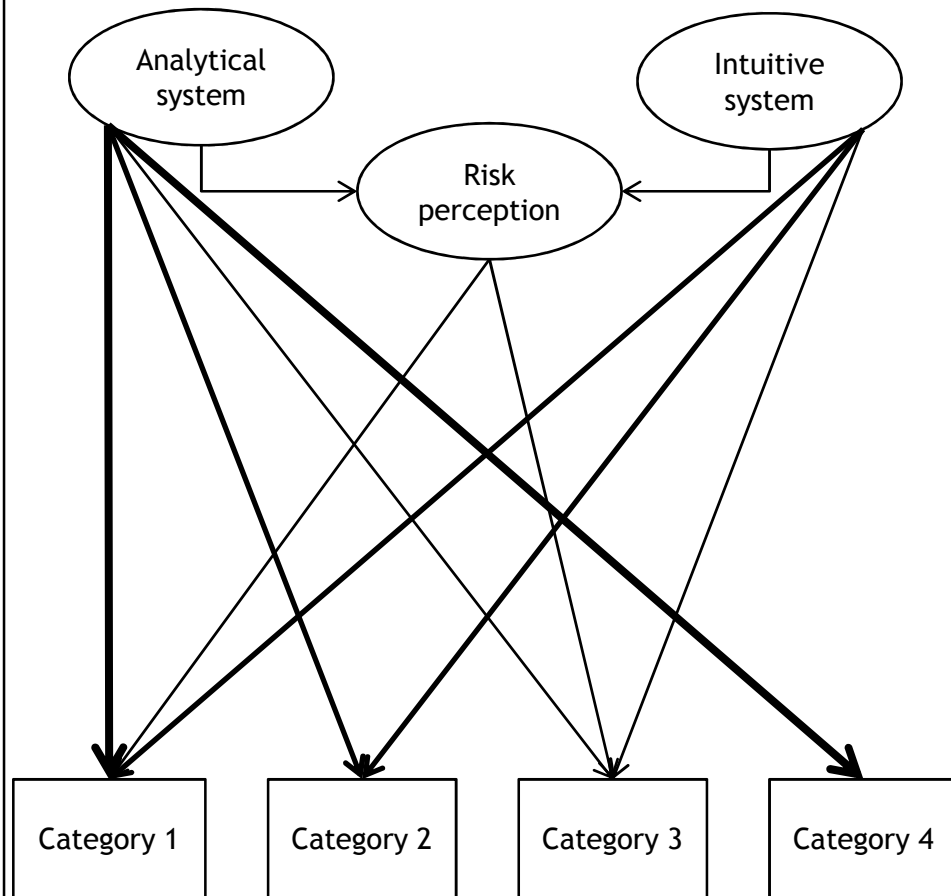 Analytical
system
Intuitive
system
Risk
perception
Category 1
Category 2
Category 3
Category 4